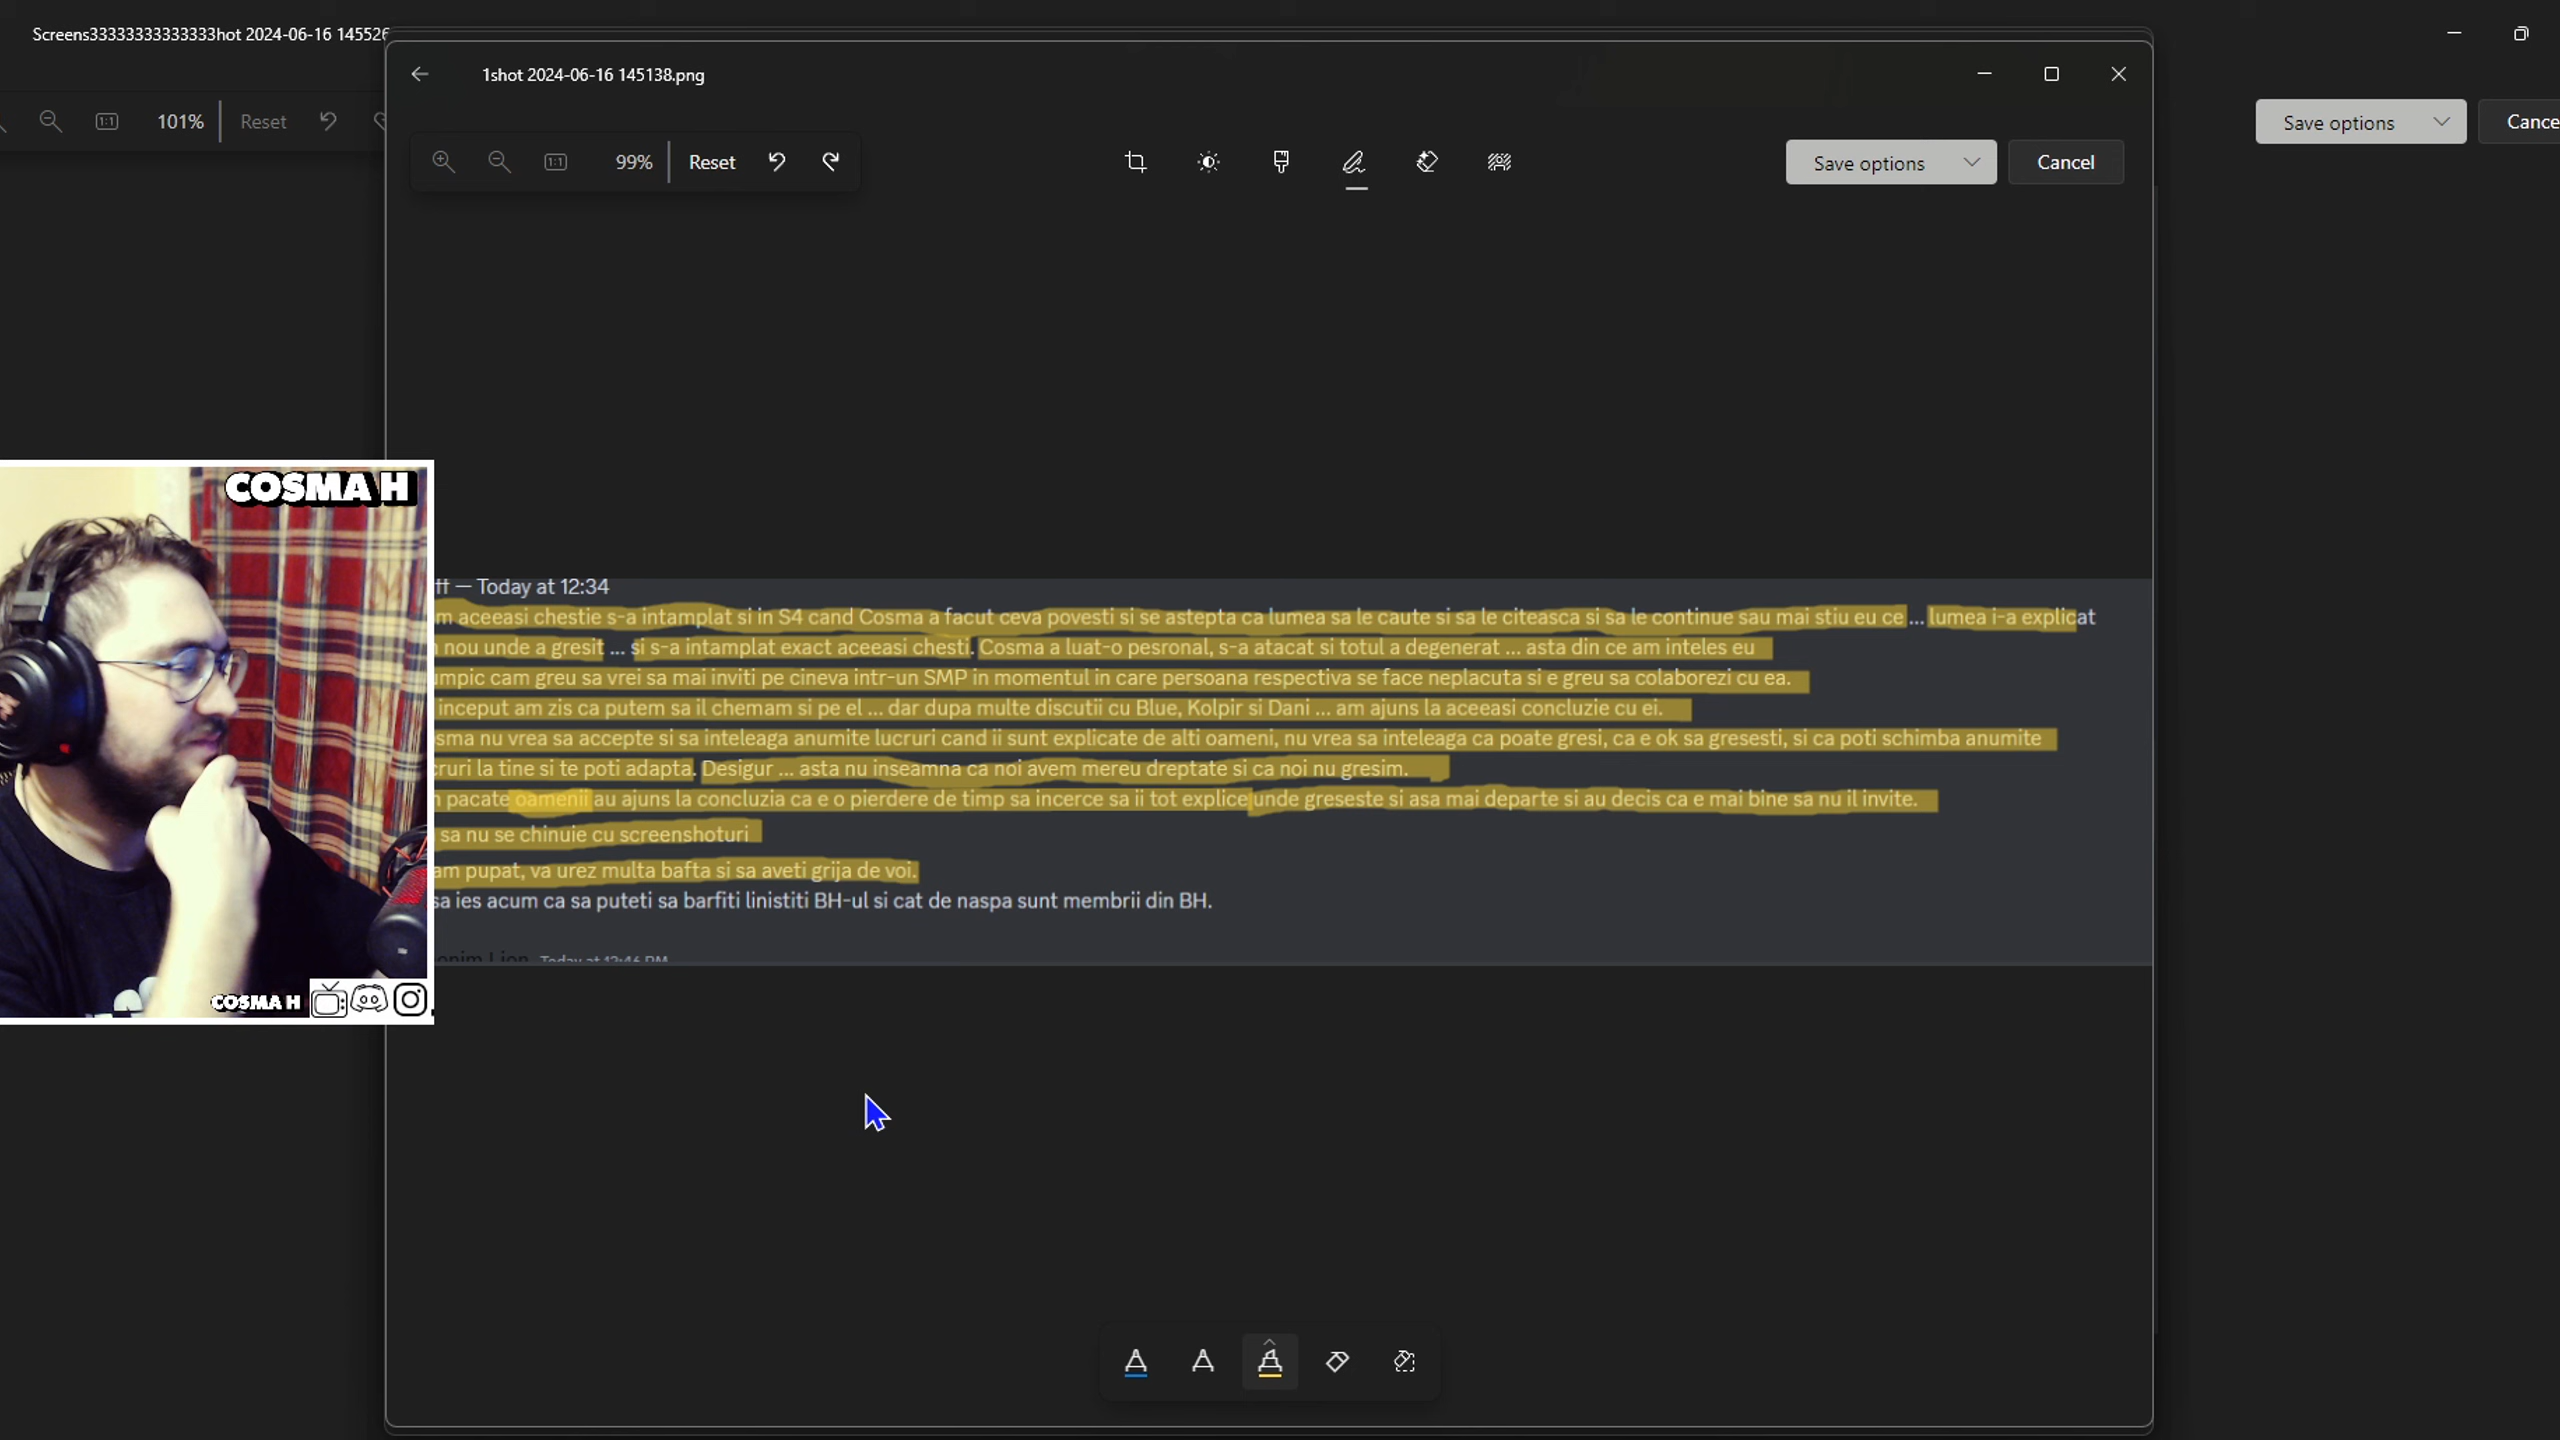 Screens33333333333333hot 2024-06-16 145526
1shot 2024-06-16 145138.png
101%
Reset
Save options
Cance
99%
Reset
Save options
Cancel
COSMA H
ff — Today at 12:34
m aceeasi chestie s-a intamplat si in S4 cand Cosma a facut ceva povesti si se astepta ca lumea sa le caute si sa le citeasca si sa le continue sau mai stiu eu ce ... lumea i-a explicat
nou unde a gresit ... si s-a intamplat exact aceeasi chesti. Cosma a luat-o pesronal, s-a atacat si totul a degenerat ... asta din ce am inteles eu
umpic cam greu sa vrei sa mai inviti pe cineva intr-un SMP in momentul in care persoana respectiva se face neplacuta si e greu sa colaborezi cu ea.
inceput am zis ca putem sa il chemam si pe el ... dar dupa multe discutii cu Blue, Kolpir si Dani ... am ajuns la aceeasi concluzie cu ei.
sma nu vrea sa accepte si sa inteleaga anumite lucruri cand ii sunt explicate de alti oameni, nu vrea sa inteleaga ca poate gresi, ca e ok sa gresesti, si ca poti schimba anumite
cruri la tine si te poti adapta. Desigur ... asta nu inseamna ca noi avem mereu dreptate si ca noi nu gresim.
pacate oamenii au ajuns la concluzia ca e o pierdere de timp sa incerce sa ii tot explice unde greseste si asa mai departe si au decis ca e mai bine sa nu il invite.
sa nu se chinuie cu screenshoturi
am pupat, va urez multa bafta si sa aveti grija de voi.
sa ies acum ca sa puteti sa barfiti linistiti BH-ul si cat de naspa sunt membrii din BH.
onim Lion Today at 12:46 PM
COSMA H